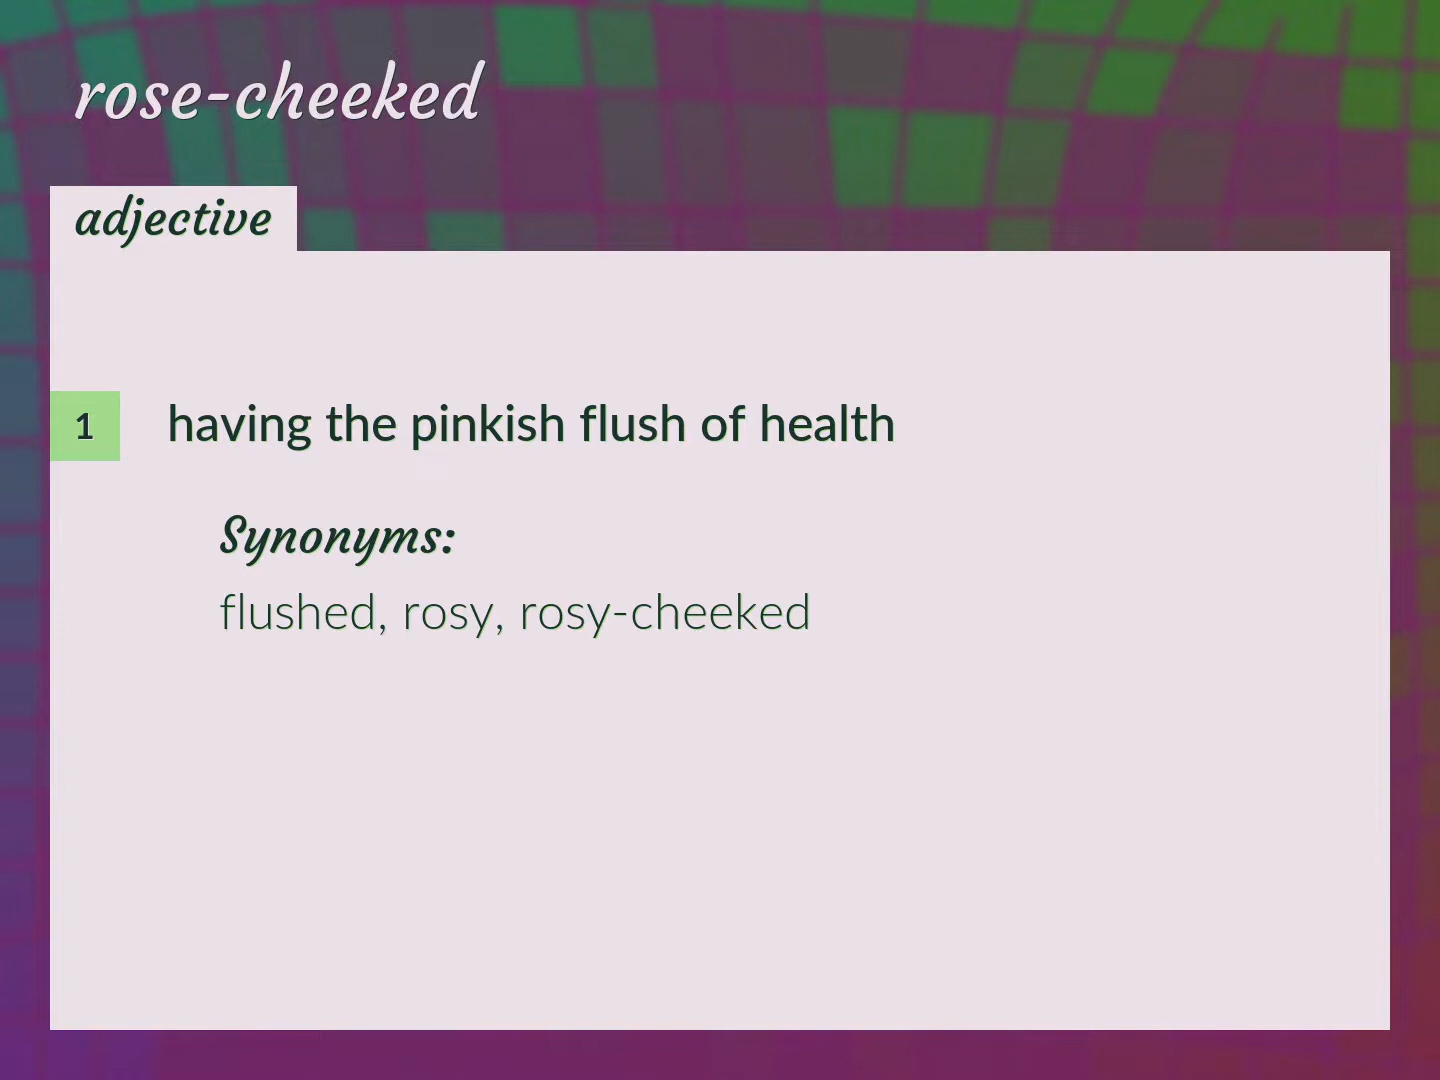 rose-cheeked
adjective
1 having the pinkish flush of health
Synonyms:
flushed, rosy, rosy-cheeked